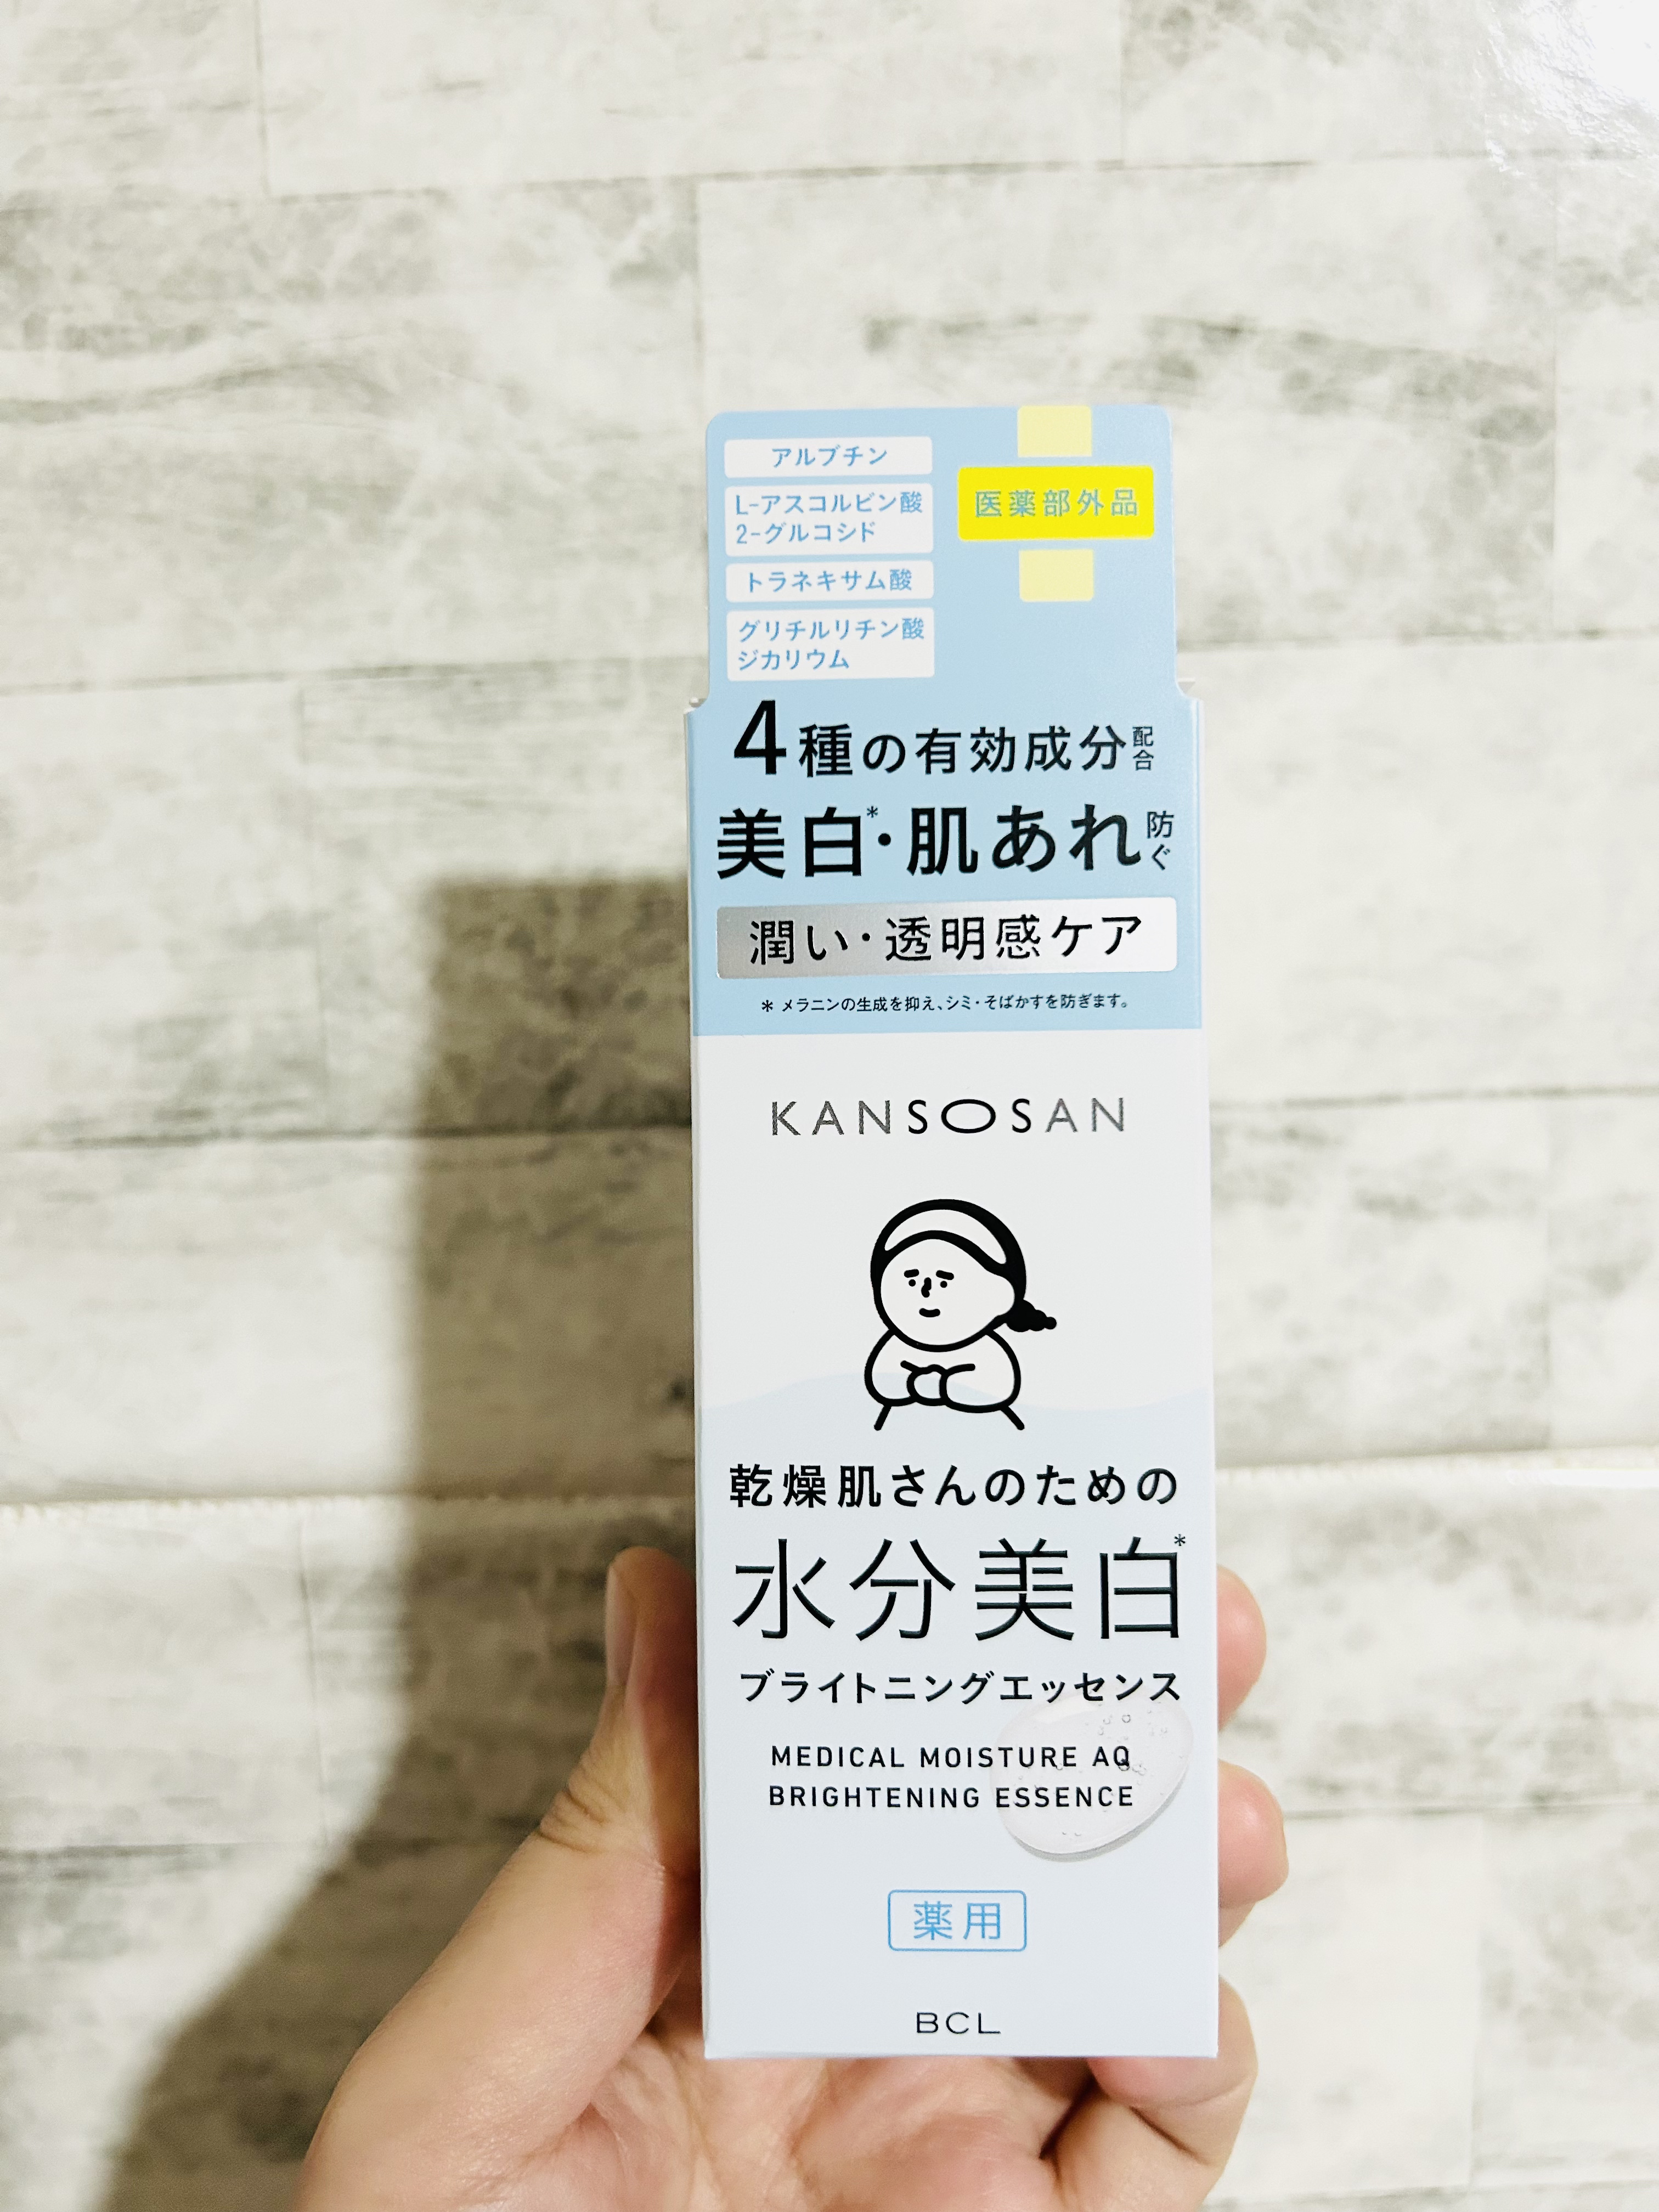 アルブチン
L-アスコルビン酸
2-グルコシド
トラネキサム酸
グリチルリチン酸
ジカリウム
医薬部外品
4種の有効成分配合
美白*・肌あれ防ぐ
潤い・透明感ケア
* メラニンの生成を抑え、シミ・そばかすを防ぎます。
KANSOSAN
乾燥肌さんのための
水分美白*
ブライトニングエッセンス
MEDICAL MOISTURE AQ
BRIGHTENING ESSENCE
薬用
BCL